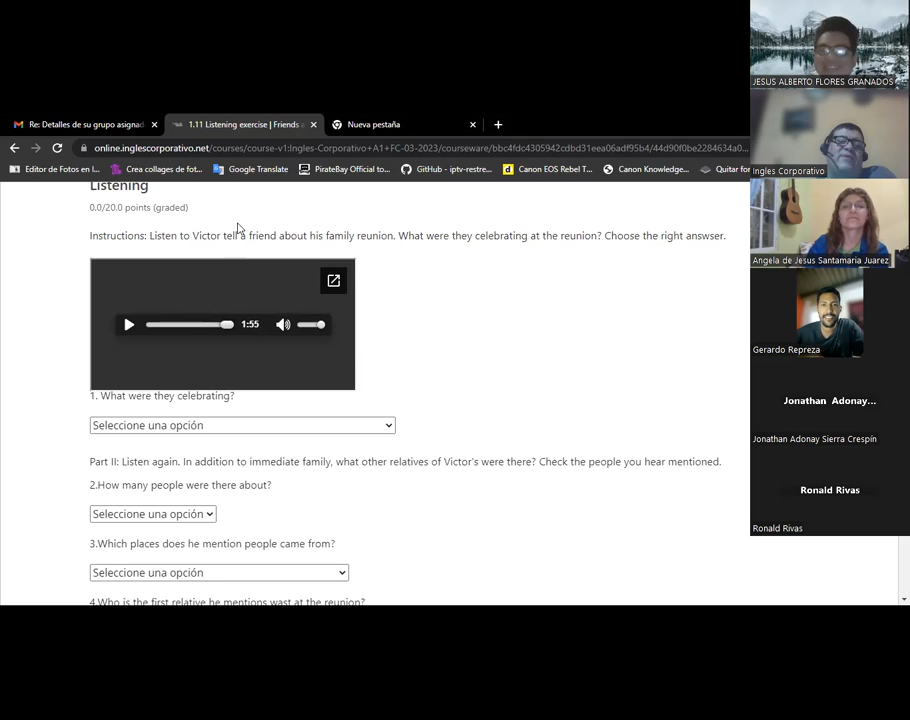 Re: Detalles de su grupo asignad
1.11 Listening exercise | Friends a
Nueva pestaña
online.inglescorporativo.net/courses/course-v1:Ingles-Corporativo+A1+FC-03-2023/courseware/bbc4fdc4305942cdbd31eea06adf95b4/44d90f0be2284634a0...
Editor de Fotos en l...
Crea collages de fot...
Google Translate
PirateBay Official To...
GitHub - iptv-restre...
Canon EOS Rebel T...
Canon Knowledge...
Quitar for
Listening
0.0/20.0 points (graded)
Instructions: Listen to Victor tell a friend about his family reunion. What were they celebrating at the reunion? Choose the right answser.
1:55
1. What were they celebrating?
Seleccione una opción
Part II: Listen again. In addition to immediate family, what other relatives of Victor's were there? Check the people you hear mentioned.
2.How many people were there about?
Seleccione una opción
3.Which places does he mention people came from?
Seleccione una opción
4.Who is the first relative he mentions wast at the reunion?
JESUS ALBERTO FLORES GRANADOS
Ingles Corporativo
Angela de Jesus Santamaria Juarez
Gerardo Repreza
Jonathan Adonay...
Jonathan Adonay Sierra Crespín
Ronald Rivas
Ronald Rivas